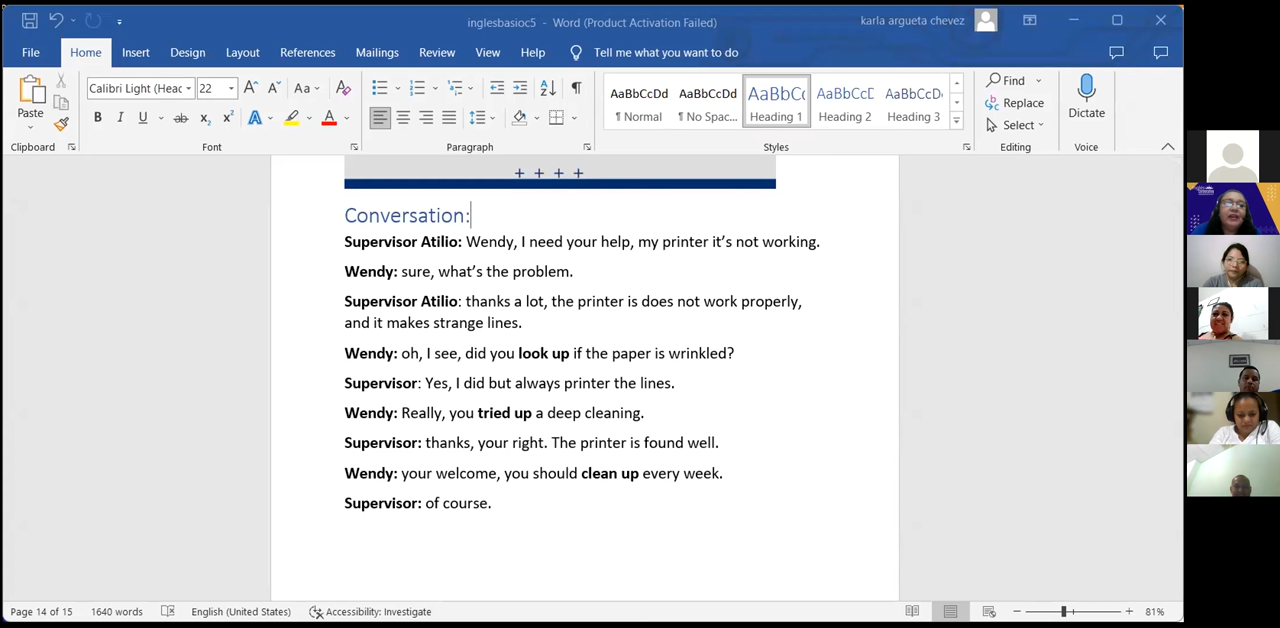 inglesbasioc5 - Word (Product Activation Failed)
karla argueta chevez
File Home Insert Design Layout References Mailings Review View Help Tell me what you want to do
Calibri Light (Heac 22
Paste
AaBbCcDd AaBbCcDd AaBbCc AaBbCcD AaBbCcD
¶ Normal ¶ No Spac... Heading 1 Heading 2 Heading 3
Find
Replace
Select
Dictate
Clipboard Font Paragraph Styles Editing Voice
+ + + +
Conversation:
Supervisor Atilio: Wendy, I need your help, my printer it's not working.
Wendy: sure, what's the problem.
Supervisor Atilio: thanks a lot, the printer is does not work properly,
and it makes strange lines.
Wendy: oh, I see, did you look up if the paper is wrinkled?
Supervisor: Yes, I did but always printer the lines.
Wendy: Really, you tried up a deep cleaning.
Supervisor: thanks, your right. The printer is found well.
Wendy: your welcome, you should clean up every week.
Supervisor: of course.
Page 14 of 15 1640 words English (United States) Accessibility: Investigate 81%